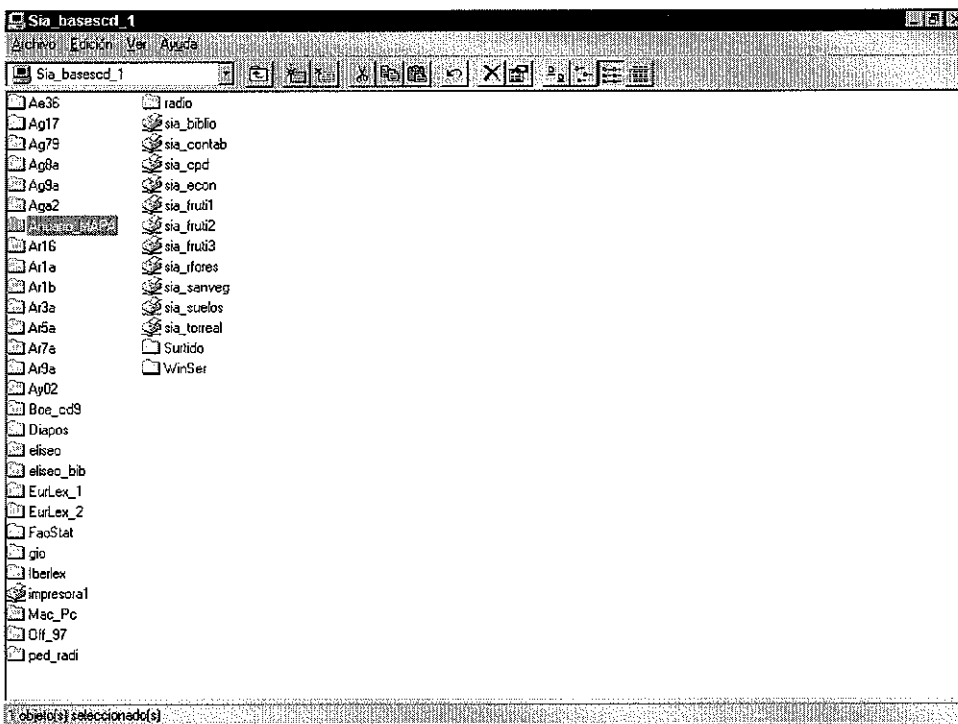 Sia_basescd_1
Archivo Edición Ver Ayuda
Sia_basescd_1
Ae36
Ag17
Ag79
Ag8a
Ag9a
Aga2
Anuario_MAPA
Ar16
Ar1a
Ar1b
Ar3a
Ar5a
Ar7a
Ar9a
Ay02
Boe_cd9
Diapos
eliseo
eliseo_bib
EurLex_1
EurLex_2
FaoStat
gio
Iberlex
impresora1
Mac_Pc
Off_97
ped_radi
radio
sia_biblio
sia_contab
sia_cpd
sia_econ
sia_fruti1
sia_fruti2
sia_fruti3
sia_rfores
sia_sanveg
sia_suelos
sia_torreal
Surtido
WinSer
1 objeto(s) seleccionado(s)